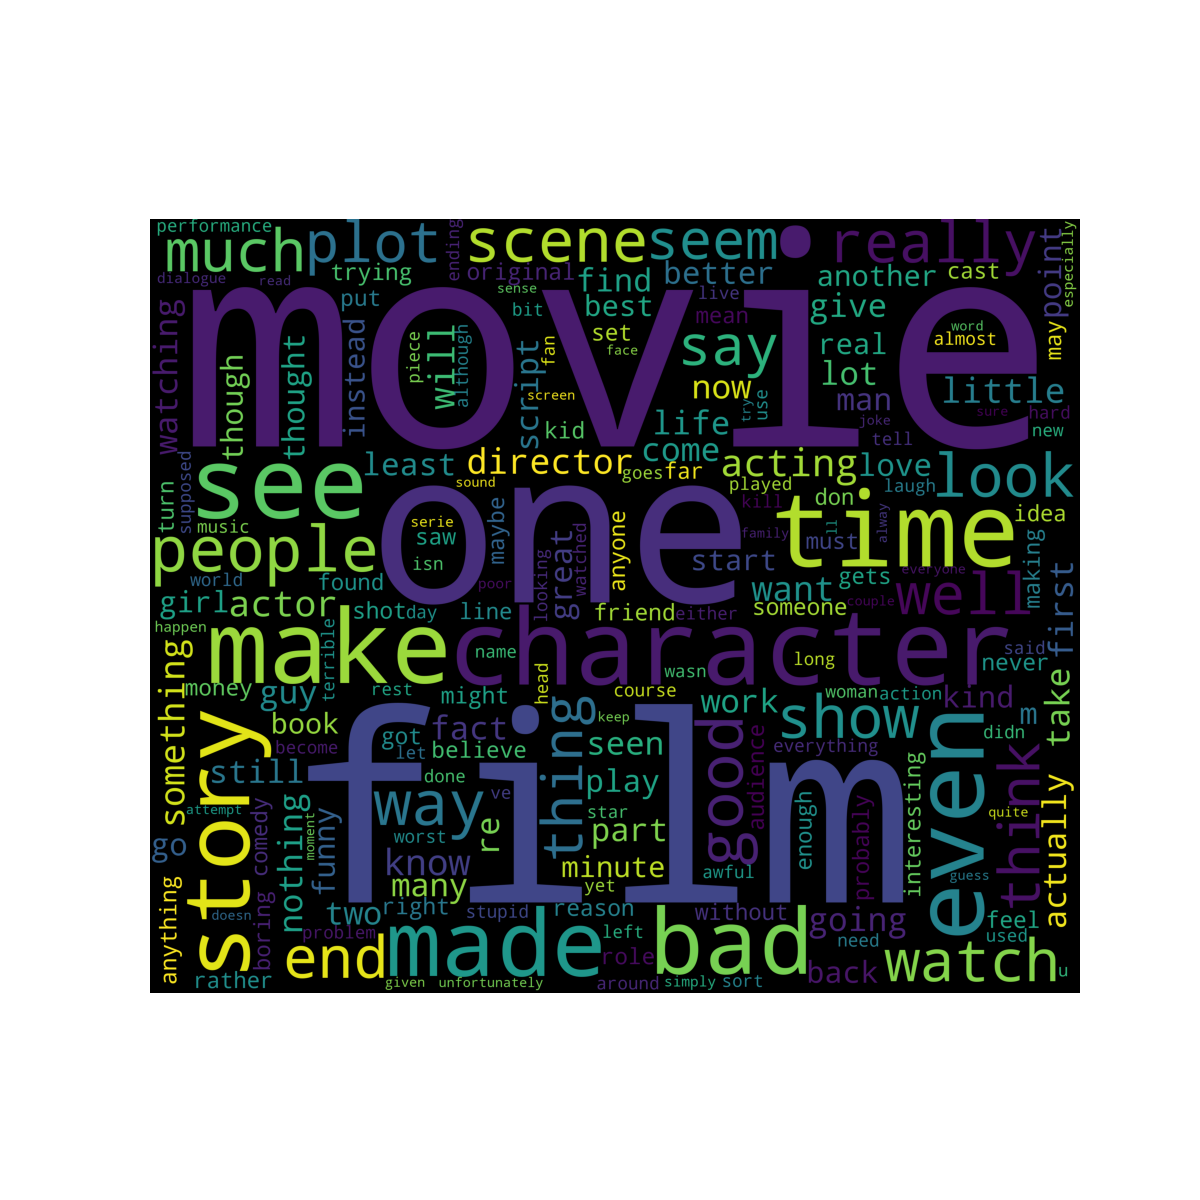 performance
much
plot
scene
seem
really
ending
especially
point
dialogue
read
trying
original
sense
find
better
another
cast
movie
put
bit
best
live
mean
give
word
almost
may
watching
though
thought
instead
piece
will
although
script
fan
set
face
say
real
lot
man
little
screen
now
try
use
joke
sure
hard
new
tell
kid
life
come
supposed
turn
see
least
director
goes
far
acting
love
look
sound
played
laugh
music
serie
saw
maybe
one
kill
don
time
idea
people
isn
anyone
must
ll
alway
family
world
found
poor
looking
great
watched
start
want
gets
everyone
making
girl
actor
shot
day
line
friend
either
someone
couple
well
first
happen
make
character
said
never
terrible
name
wasn
long
something
money
guy
rest
might
head
course
work
woman
action
kind
take
story
book
fact
thing
keep
show
m
didn
become
got
let
believe
seen
good
audience
everything
even
think
still
film
done
ve
play
interesting
actually
attempt
nothing
moment
funny
way
re
star
part
enough
probably
quite
go
comedy
worst
know
minute
awful
guess
anything
boring
many
yet
doesn
two
right
stupid
reason
without
going
feel
used
problem
end
made
left
bad
need
back
watch
u
rather
given
unfortunately
role
around
simply
sort